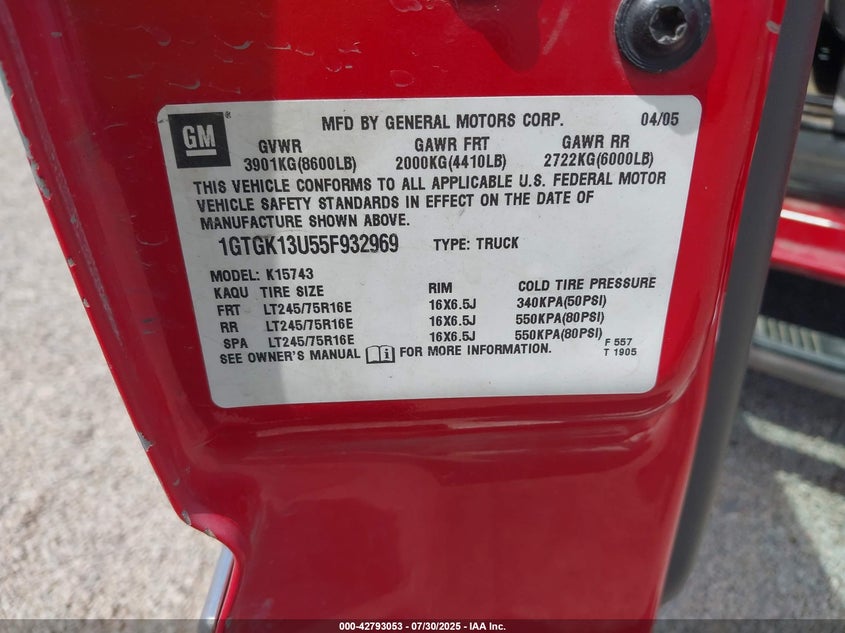 GM
MFD BY GENERAL MOTORS CORP. 04/05
GVWR GAWR FRT GAWR RR
3901KG(8600LB) 2000KG(4410LB) 2722KG(6000LB)
THIS VEHICLE CONFORMS TO ALL APPLICABLE U.S. FEDERAL MOTOR
VEHICLE SAFETY STANDARDS IN EFFECT ON THE DATE OF
MANUFACTURE SHOWN ABOVE.
1GTGK13U55F932969 TYPE: TRUCK
MODEL: K15743
KAQU TIRE SIZE RIM COLD TIRE PRESSURE
FRT LT245/75R16E 16X6.5J 340KPA(50PSI)
RR LT245/75R16E 16X6.5J 550KPA(80PSI)
SPA LT245/75R16E 16X6.5J 550KPA(80PSI)
SEE OWNER'S MANUAL i FOR MORE INFORMATION.
F 557
T 1905
000-42793053 — 07/30/2025 — IAA Inc.